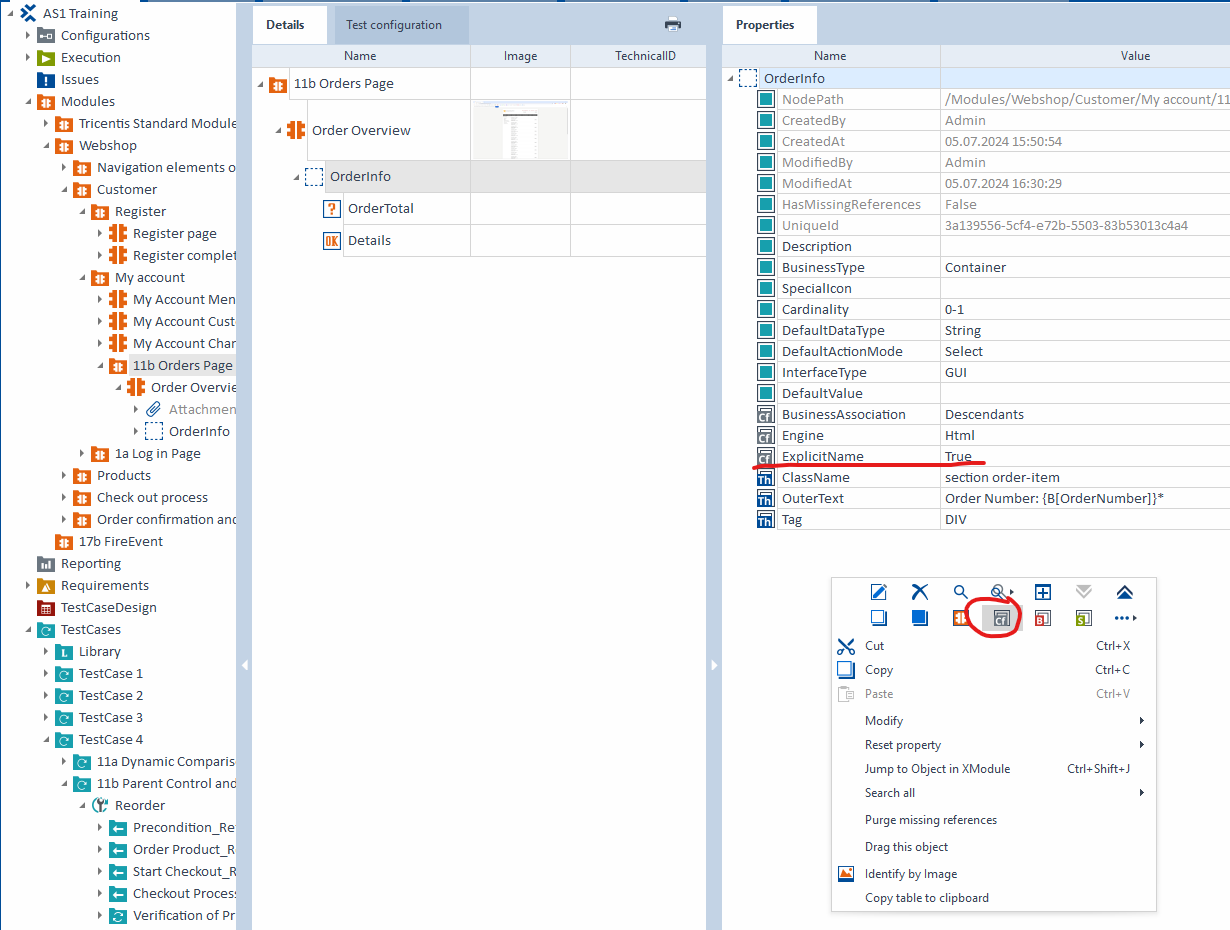 AS1 Training
Configurations
Execution
Issues
Modules
Tricentis Standard Module
Webshop
Navigation elements o
Customer
Register
Register page
Register complet
My account
My Account Men
My Account Cust
My Account Char
11b Orders Page
Order Overvie
Attachmen
OrderInfo
1a Log in Page
Products
Check out process
Order confirmation and
17b FireEvent
Reporting
Requirements
TestCaseDesign
TestCases
Library
TestCase 1
TestCase 2
TestCase 3
TestCase 4
11a Dynamic Comparis
11b Parent Control and
Reorder
Precondition_Re
Order Product_R
Start Checkout_R
Checkout Process
Verification of Pr
Details Test configuration
Name Image TechnicalID
11b Orders Page
Order Overview
OrderInfo
? OrderTotal
OK Details
Properties
Name Value
OrderInfo
NodePath /Modules/Webshop/Customer/My account/11
CreatedBy Admin
CreatedAt 05.07.2024 15:50:54
ModifiedBy Admin
ModifiedAt 05.07.2024 16:30:29
HasMissingReferences False
UniqueId 3a139556-5cf4-e72b-5503-83b53013c4a4
Description
BusinessType Container
SpecialIcon
Cardinality 0-1
DefaultDataType String
DefaultActionMode Select
InterfaceType GUI
DefaultValue
Cf BusinessAssociation Descendants
Cf Engine Html
Cf ExplicitName True
Th ClassName section order-item
Th OuterText Order Number: {B[OrderNumber]}*
Th Tag DIV
Cf B S
Cut Ctrl+X
Copy Ctrl+C
Paste Ctrl+V
Modify
Reset property
Jump to Object in XModule Ctrl+Shift+J
Search all
Purge missing references
Drag this object
Identify by Image
Copy table to clipboard